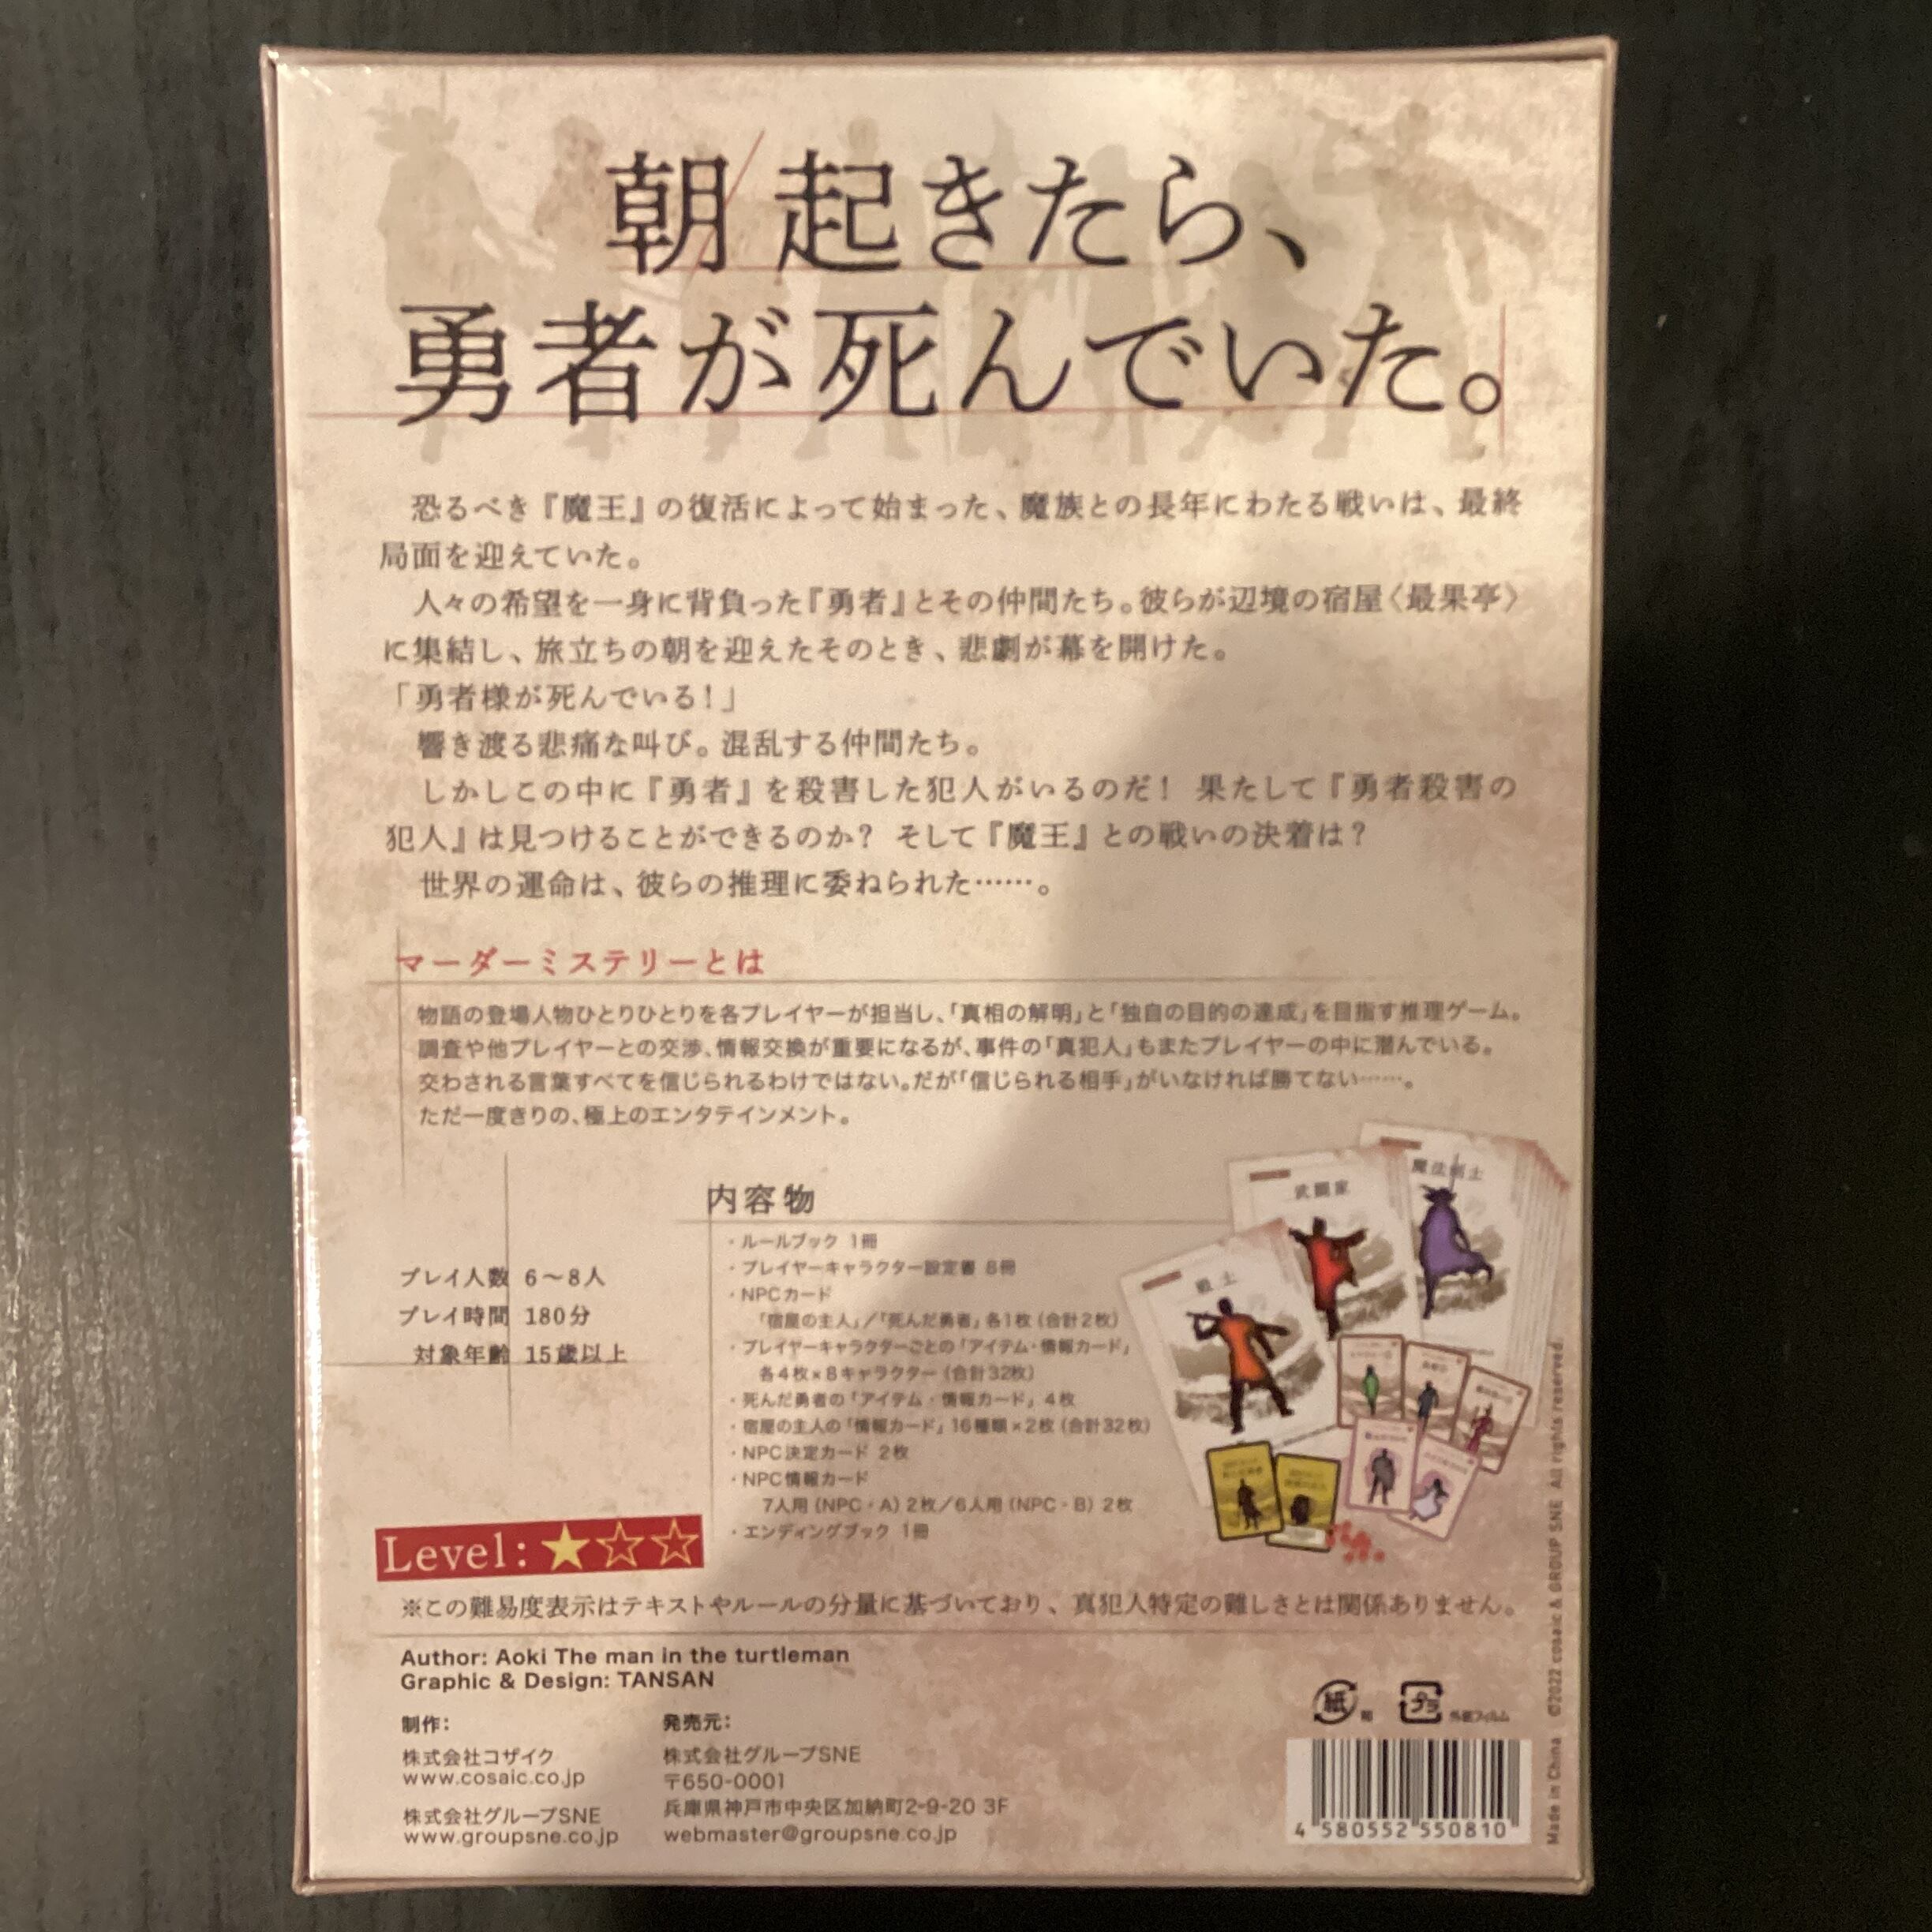 朝起きたら、
勇者が死んでいた。
恐るべき『魔王』の復活によって始まった、魔族との長年にわたる戦いは、最終
局面を迎えていた。
人々の希望を一身に背負った『勇者』とその仲間たち。彼らが辺境の宿屋〈最果亭〉
に集結し、旅立ちの朝を迎えたそのとき、悲劇が幕を開けた。
「勇者様が死んでいる!」
響き渡る悲痛な叫び。混乱する仲間たち。
しかしこの中に『勇者』を殺害した犯人がいるのだ! 果たして『勇者殺害の
犯人』は見つけることができるのか? そして『魔王』との戦いの決着は?
世界の運命は、彼らの推理に委ねられた……。
マーダーミステリーとは
物語の登場人物ひとりひとりを各プレイヤーが担当し、「真相の解明」と「独自の目的の達成」を目指す推理ゲーム。
調査や他プレイヤーとの交渉、情報交換が重要になるが、事件の「真犯人」もまたプレイヤーの中に潜んでいる。
交わされる言葉すべてを信じられるわけではない。だが「信じられる相手」がいなければ勝てない……。
ただ一度きりの、極上のエンタテインメント。
プレイ人数 6〜8人
プレイ時間 180分
対象年齢 15歳以上
内容物
・ルールブック 1冊
・プレイヤーキャラクター設定書 8冊
・NPCカード
「宿屋の主人」/「死んだ勇者」各1枚(合計2枚)
・プレイヤーキャラクターごとの「アイテム・情報カード」
各4枚×8キャラクター(合計32枚)
・死んだ勇者の「アイテム・情報カード」4枚
・宿屋の主人の「情報カード」16種類×2枚(合計32枚)
・NPC決定カード 2枚
・NPC情報カード
7人用(NPC・A)2枚/6人用(NPC・B)2枚
・エンディングブック 1冊
戦士
武闘家
魔法剣士
Level:★☆☆
※この難易度表示はテキストやルールの分量に基づいており、真犯人特定の難しさとは関係ありません。
Author: Aoki The man in the turtleman
Graphic & Design: TANSAN
制作:
株式会社コザイク
www.cosaic.co.jp
株式会社グループSNE
www.groupsne.co.jp
発売元:
株式会社グループSNE
〒650-0001
兵庫県神戸市中央区加納町2-9-20 3F
webmaster@groupsne.co.jp
紙 箱
プラ 外装フィルム
4 580552 550810
Made in China ©2022 cosaic & GROUP SNE All rights reserved.